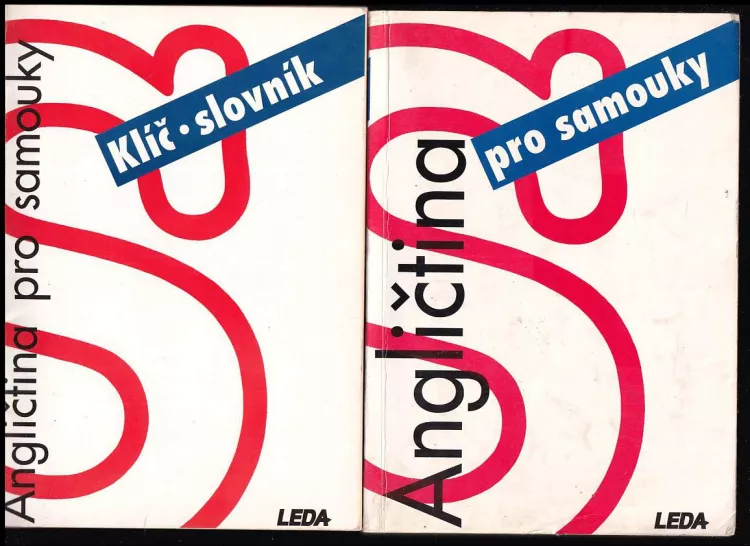 Angličtina pro samouky
Klíč • slovník
LEDA
Angličtina
pro samouky
LEDA